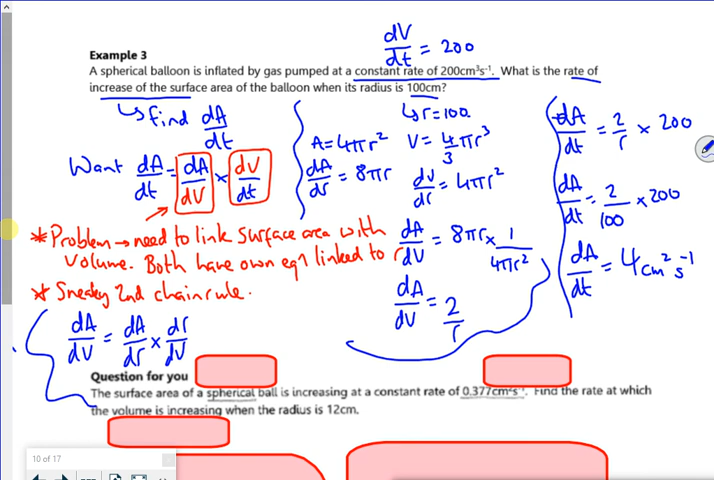 dV/dt = 200
Example 3
A spherical balloon is inflated by gas pumped at a constant rate of 200cm³s⁻¹. What is the rate of
increase of the surface area of the balloon when its radius is 100cm?
↳ find dA/dt
Want dA/dt = dA/dV × dV/dt
* Problem → need to link surface area with
volume. Both have own eqⁿ linked to r
* Sneaky 2nd chain rule.
dA/dV = dA/dr × dr/dV
↳ r = 100
A = 4πr²
dA/dr = 8πr
V = 4/3 πr³
dV/dr = 4πr²
dA/dV = 8πr × 1/4πr²
dA/dV = 2/r
dA/dt = 2/r × 200
dA/dt = 2/100 × 200
dA/dt = 4cm²s⁻¹
Question for you
The surface area of a spherical ball is increasing at a constant rate of 0.377cm²s⁻¹. Find the rate at which
the volume is increasing when the radius is 12cm.
10 of 17